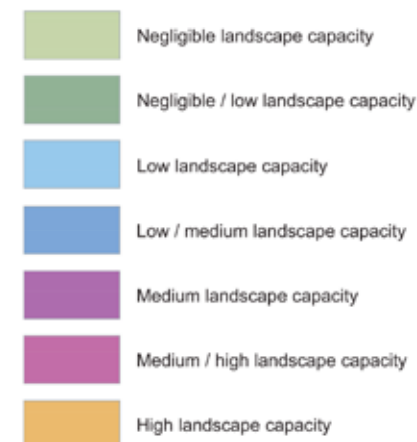 Negligible landscape capacity
Negligible / low landscape capacity
Low landscape capacity
Low / medium landscape capacity
Medium landscape capacity
Medium / high landscape capacity
High landscape capacity